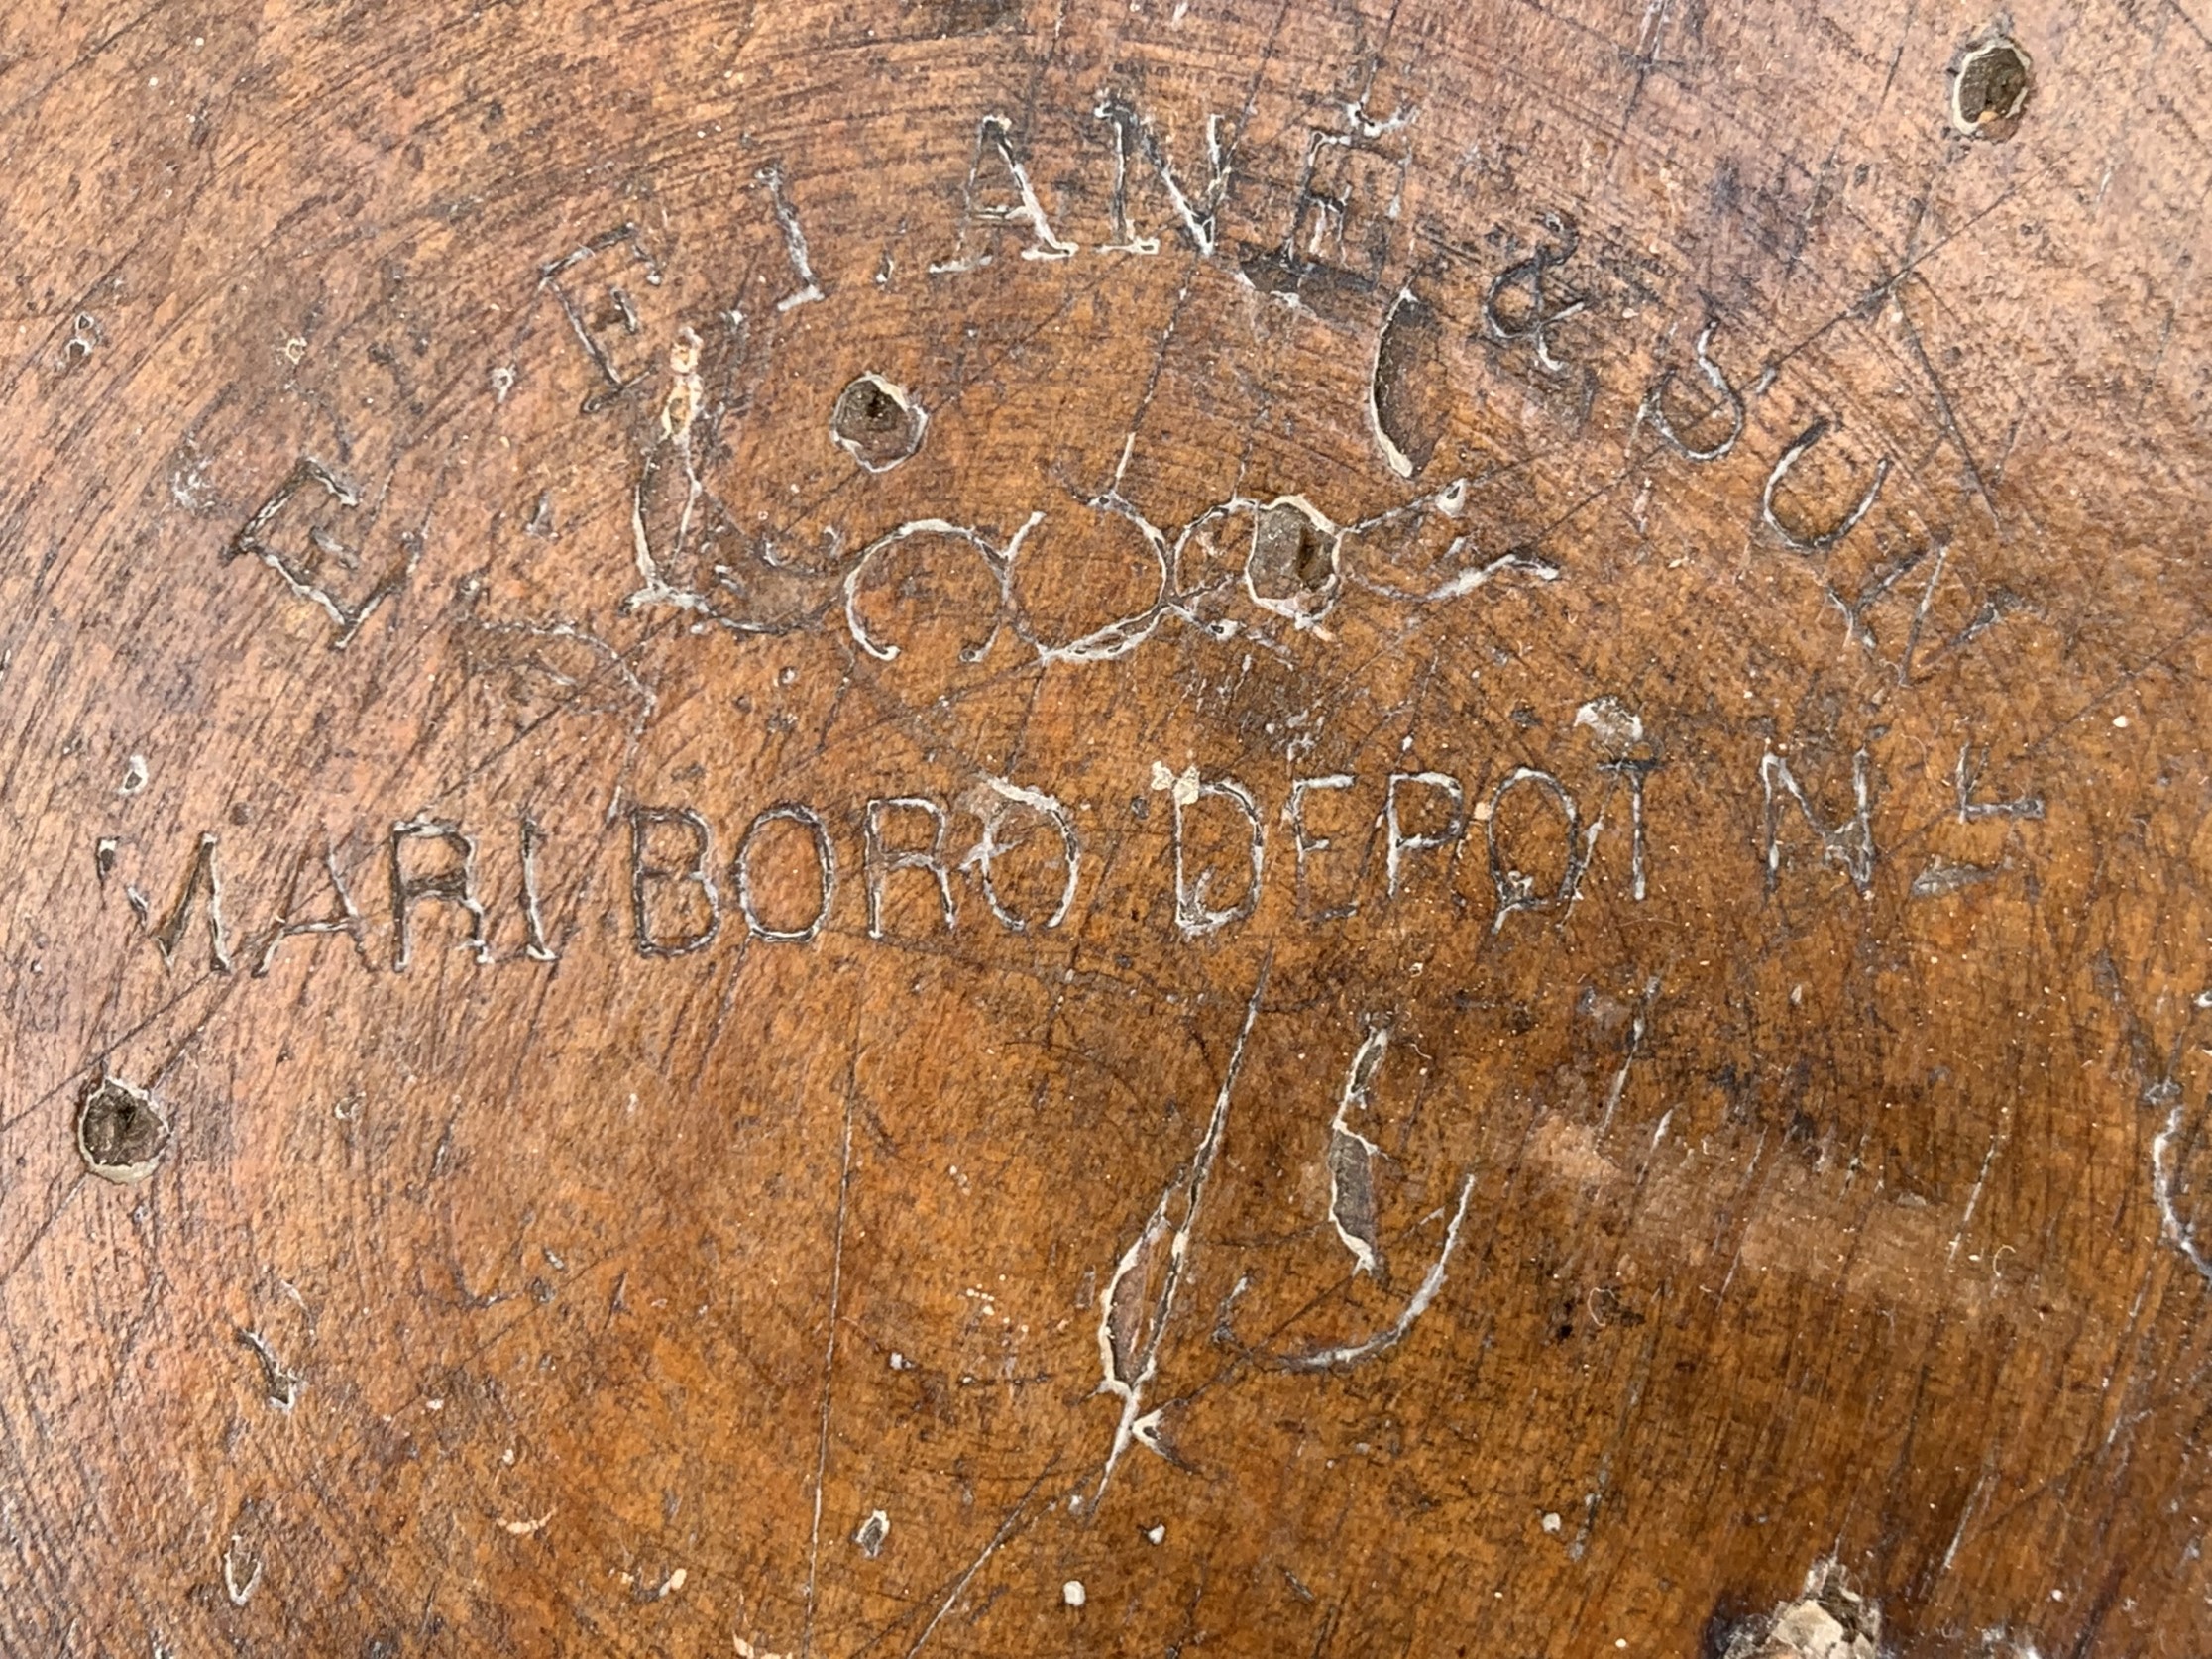 E. E. LANE & SON
MARLBORO DEPOT N H